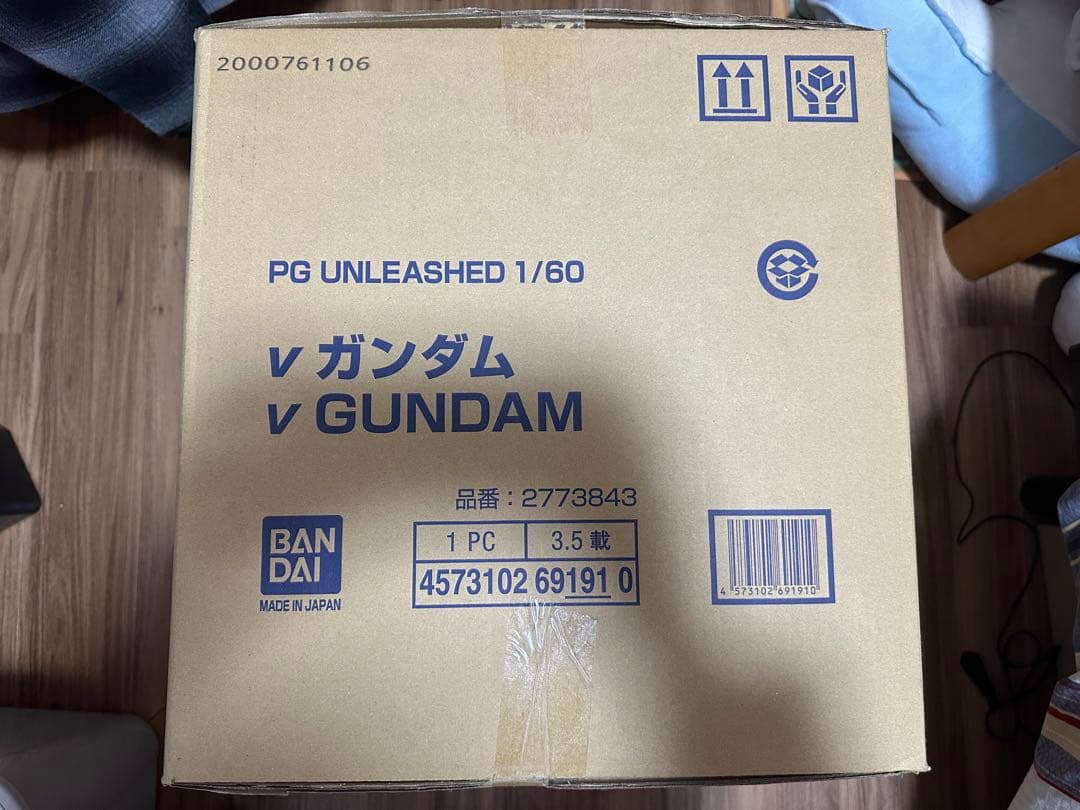 2000761106
PG UNLEASHED 1/60
ν ガンダム
ν GUNDAM
品番：2773843
BAN
DAI
MADE IN JAPAN
1 PC
3.5 載
4573102 69191 0
4 573102 691910